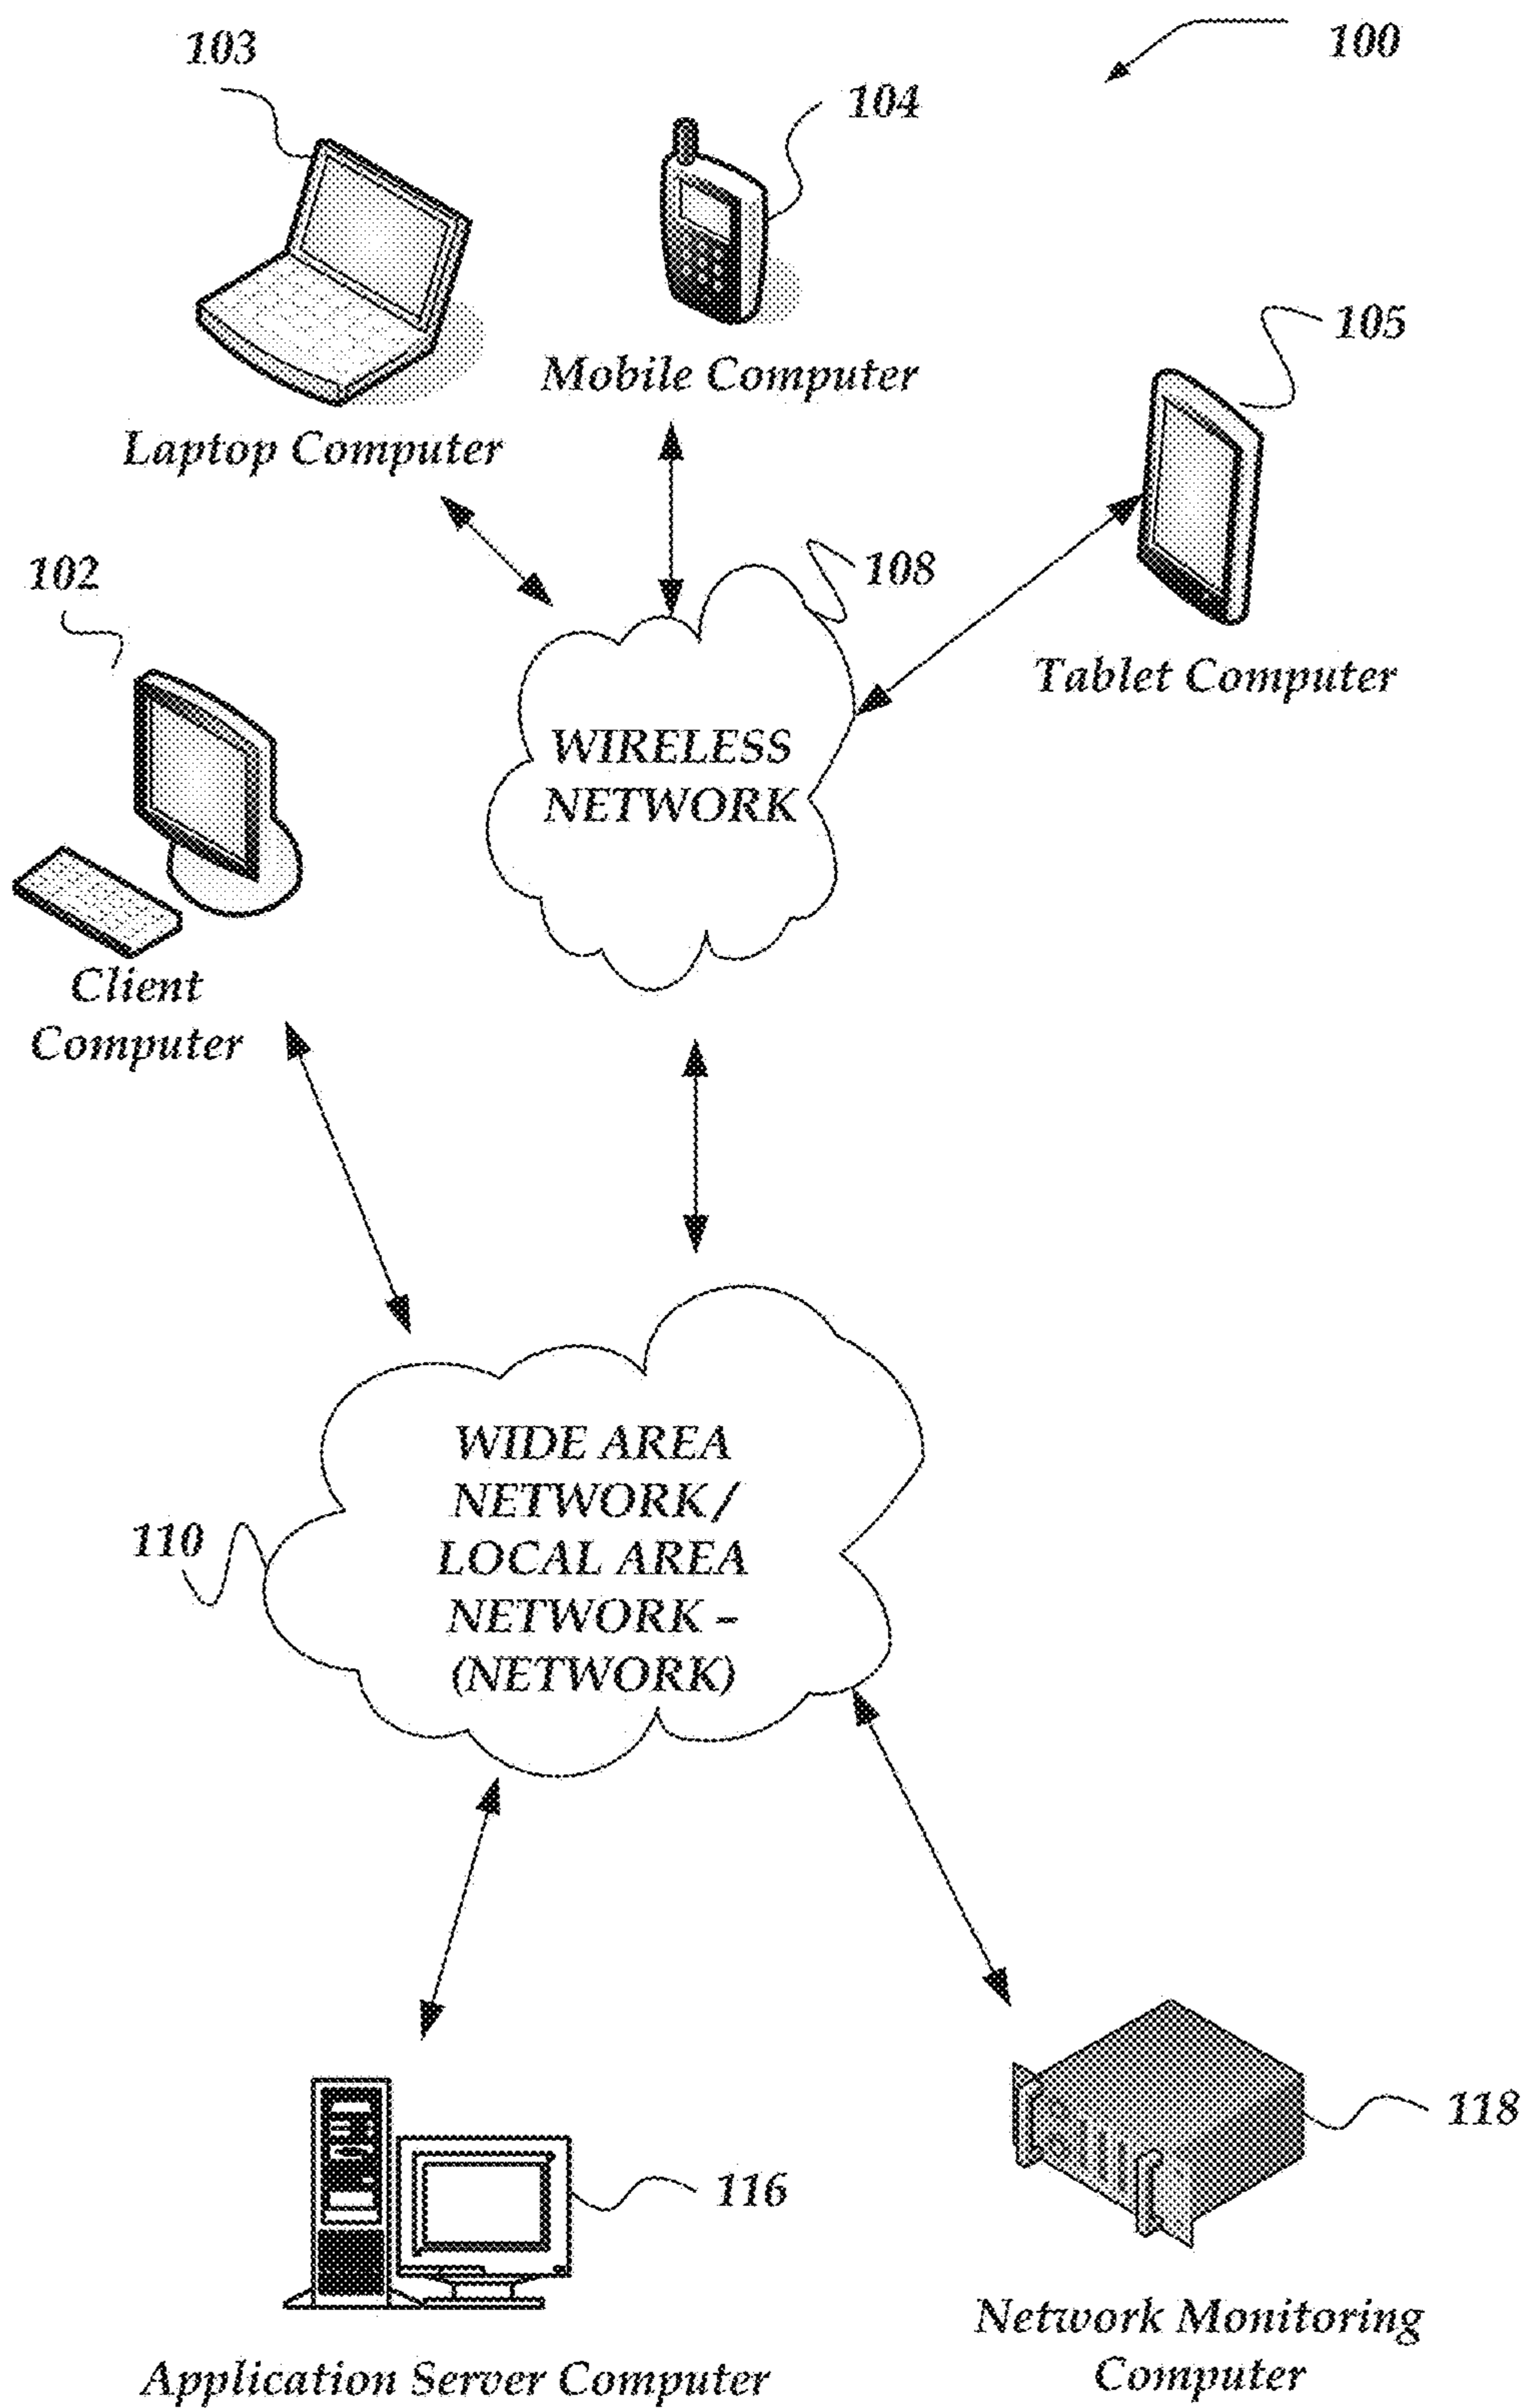 103
100
104
Mobile Computer
105
Laptop Computer
102
108
Tablet Computer
WIRELESS
NETWORK
Client
Computer
WIDE AREA
NETWORK/
LOCAL AREA
NETWORK –
(NETWORK)
110
116
118
Application Server Computer
Network Monitoring
Computer